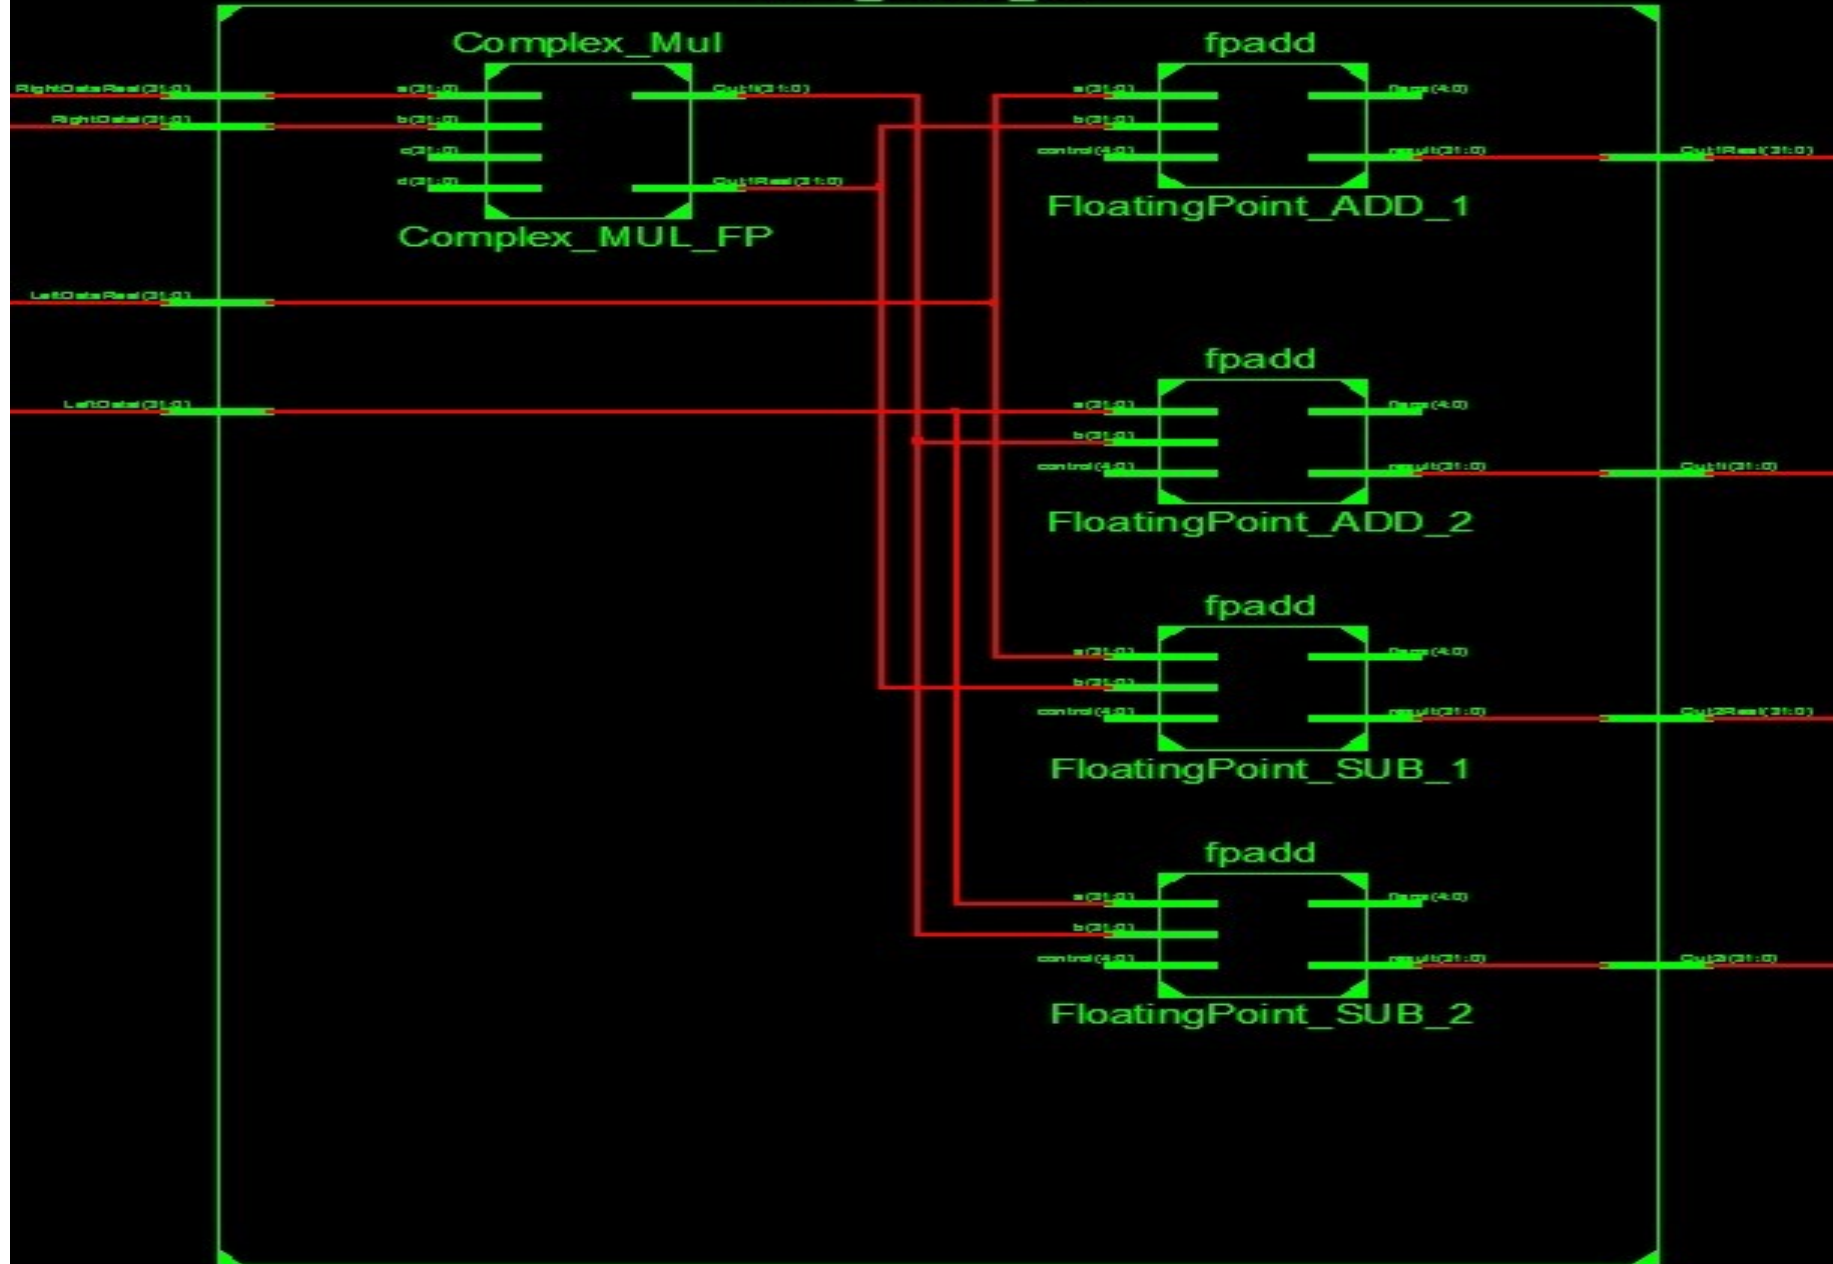 Complex_Mul
RightDataReal(31:0)
a(31:0)
Out1i(31:0)
RightDatai(31:0)
b(31:0)
c(31:0)
d(31:0)
Out1Real(31:0)
Complex_MUL_FP
fpadd
a(31:0)
b(31:0)
control(4:0)
result(31:0)
Out1Real(31:0)
FloatingPoint_ADD_1
LeftDataReal(31:0)
fpadd
LeftDatai(31:0)
a(31:0)
b(31:0)
control(4:0)
result(31:0)
Out1i(31:0)
FloatingPoint_ADD_2
fpadd
a(31:0)
b(31:0)
control(4:0)
result(31:0)
Out2Real(31:0)
FloatingPoint_SUB_1
fpadd
a(31:0)
b(31:0)
control(4:0)
result(31:0)
Out2i(31:0)
FloatingPoint_SUB_2